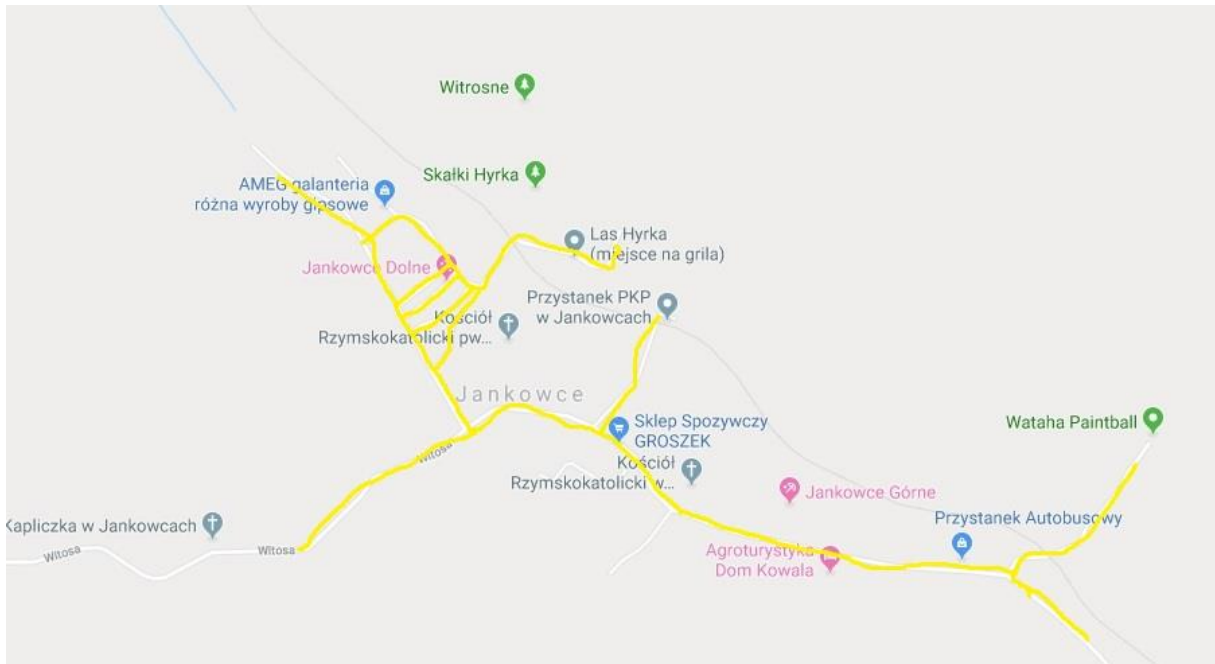 Witrosne
Skałki Hyrka
AMEG galanteria
różna wyroby gipsowe
Las Hyrka
(miejsce na grila)
Jankowce Dolne
Przystanek PKP
w Jankowcach
Kościół
Rzymskokatolicki pw...
Jankowce
Sklep Spożywczy
GROSZEK
Wataha Paintball
Witosa
Kościół
Rzymskokatolicki w...
Jankowce Górne
Kapliczka w Jankowcach
Przystanek Autobusowy
Witosa
Witosa
Agroturystyka
Dom Kowala